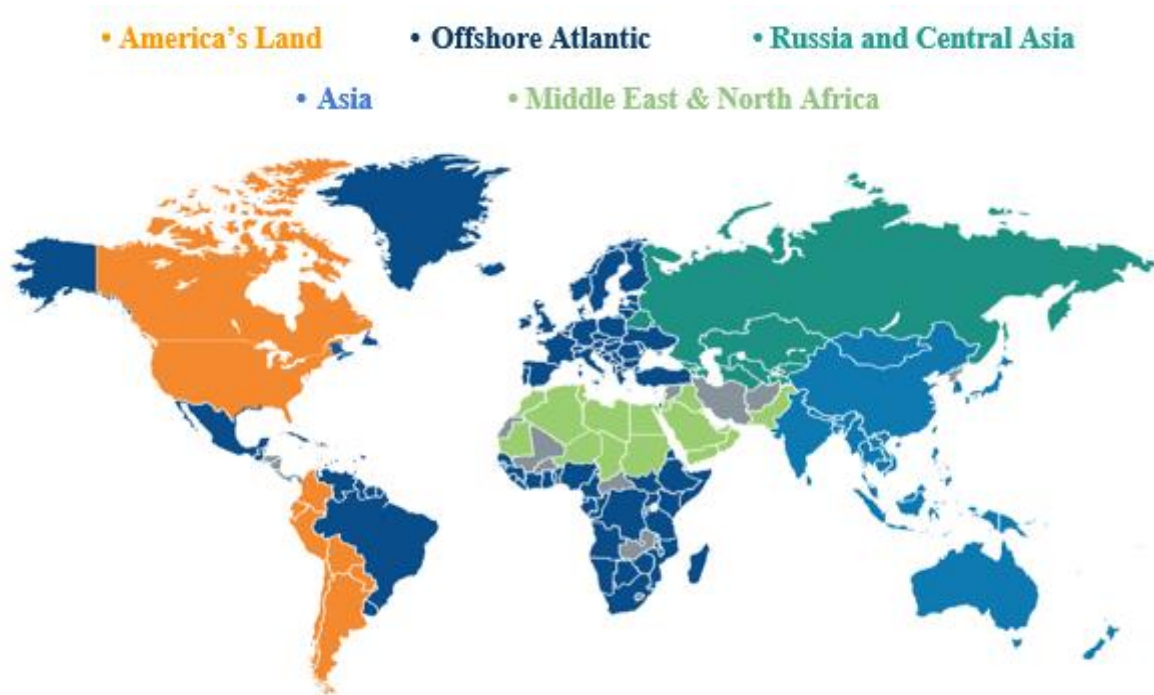 • America's Land • Offshore Atlantic • Russia and Central Asia
• Asia • Middle East & North Africa